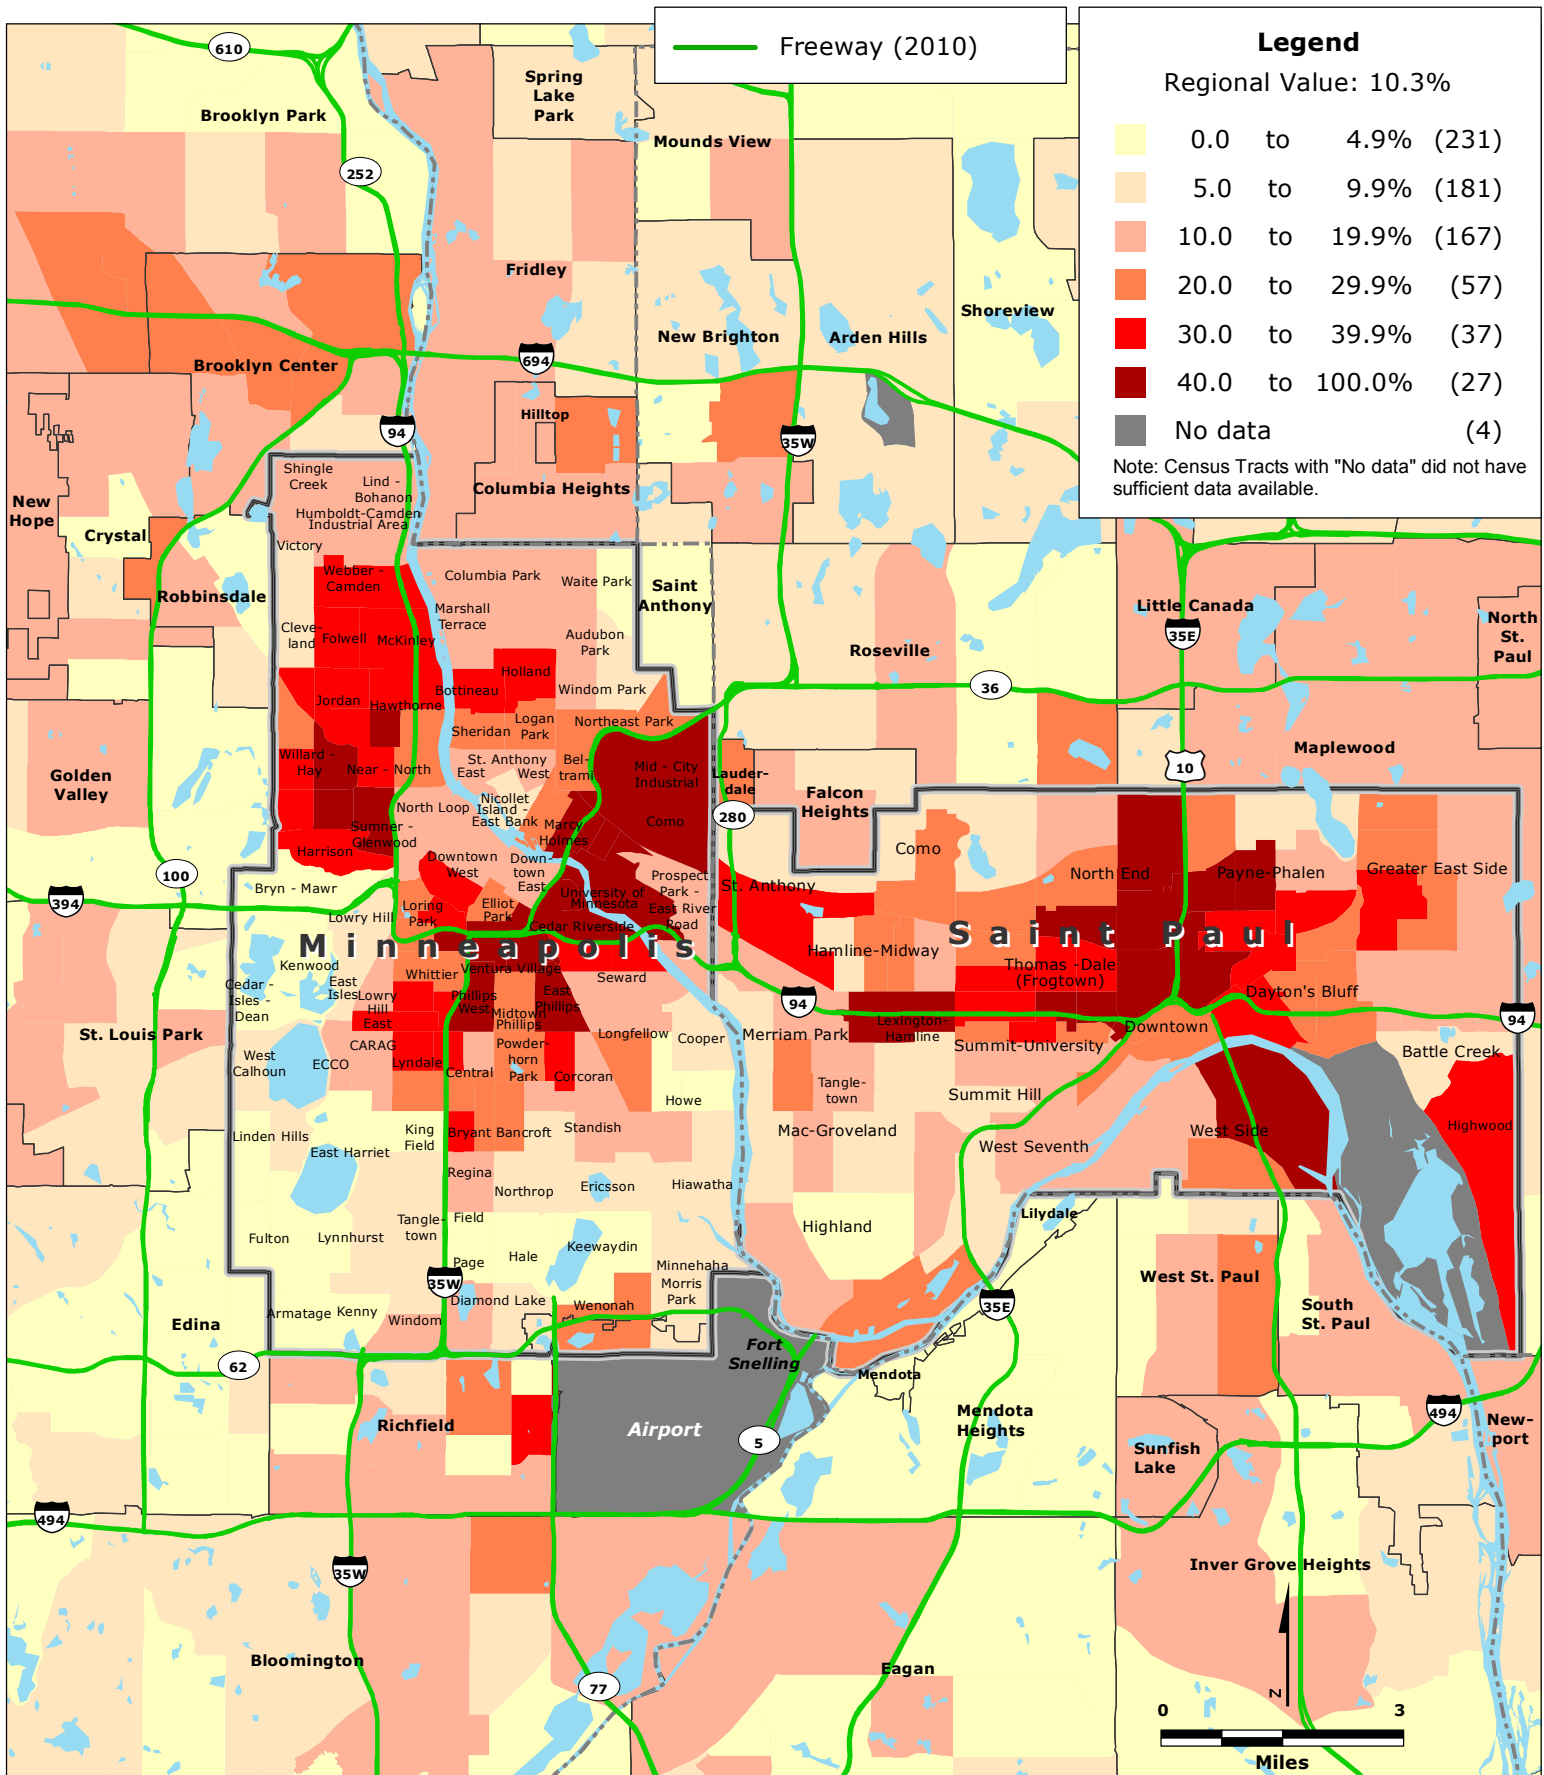 Freeway (2010)
Legend
Regional Value: 10.3%
0.0 to 4.9% (231)
5.0 to 9.9% (181)
10.0 to 19.9% (167)
20.0 to 29.9% (57)
30.0 to 39.9% (37)
40.0 to 100.0% (27)
No data (4)
Note: Census Tracts with "No data" did not have
sufficient data available.
610
Brooklyn Park
Spring
Lake
Park
Mounds View
252
Fridley
New Brighton
Arden Hills
Shoreview
Brooklyn Center
694
Hilltop
94
35W
Shingle
Creek
Lind -
Bohanon
Columbia Heights
Humboldt-Camden
Industrial Area
New
Hope
Crystal
Victory
Webber -
Camden
Columbia Park
Waite Park
Saint
Anthony
Robbinsdale
Little Canada
North
St.
Paul
35E
Marshall
Terrace
Cleve-
land
Folwell
McKinley
Audubon
Park
Roseville
36
Holland
Bottineau
Windom Park
Jordan
Hawthorne
Logan
Park
Northeast Park
Sheridan
Maplewood
10
Golden
Valley
Willard -
Hay
Near - North
St. Anthony
East
West
Bel-
trami
Mid - City
Industrial
Lauder-
dale
Falcon
Heights
280
North Loop
Nicollet
Island -
East Bank
Marcy
Holmes
Como
Sumner -
Glenwood
Harrison
Downtown
West
Down-
town
East
Como
North End
Payne-Phalen
Greater East Side
100
394
Bryn - Mawr
Prospect
Park -
East River
Road
St. Anthony
University of
Minnesota
Lowry Hill
Loring
Park
Elliot
Park
Cedar Riverside
Minneapolis
Saint Paul
Hamline-Midway
Thomas -Dale
(Frogtown)
Kenwood
East
Isles
Cedar -
Isles -
Dean
Lowry
Hill
East
Whittier
Ventura Village
Seward
Phillips
West
East
Phillips
Midtown
Phillips
94
Dayton's Bluff
94
St. Louis Park
Longfellow
Cooper
Merriam Park
Lexington-
Hamline
Downtown
Summit-University
Battle Creek
CARAG
West
Calhoun
ECCO
Lyndale
Central
Powder-
horn
Park
Corcoran
Howe
Tangle-
town
Summit Hill
Linden Hills
King
Field
Bryant
Bancroft
Standish
Mac-Groveland
West Seventh
West Side
Highwood
East Harriet
Regina
Northrop
Ericsson
Hiawatha
Fulton
Lynnhurst
Tangle-
town
Field
Page
Hale
Keewaydin
Highland
Lilydale
Minnehaha
Morris
Park
35W
Diamond Lake
Wenonah
Armatage
Kenny
Windom
West St. Paul
South
St. Paul
35E
Edina
62
Fort
Snelling
Mendota
Richfield
Airport
5
Mendota
Heights
494
New-
port
Sunfish
Lake
494
35W
Inver Grove Heights
Bloomington
77
Eagan
N
0 3
Miles